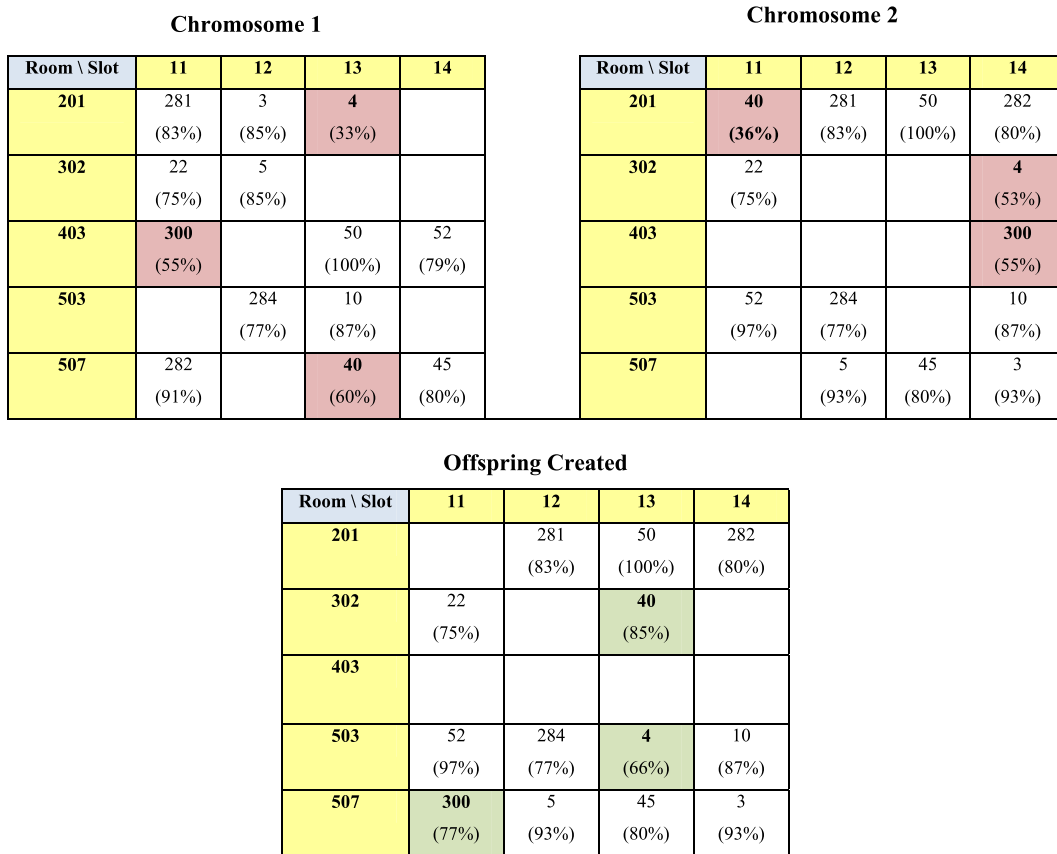 Chromosome 1
Room \ Slot 11 12 13 14
201 281 3 4
(83%) (85%) (33%)
302 22 5
(75%) (85%)
403 300 50 52
(55%) (100%) (79%)
503 284 10
(77%) (87%)
507 282 40 45
(91%) (60%) (80%)
Chromosome 2
Room \ Slot 11 12 13 14
201 40 281 50 282
(36%) (83%) (100%) (80%)
302 22 4
(75%) (53%)
403 300
(55%)
503 52 284 10
(97%) (77%) (87%)
507 5 45 3
(93%) (80%) (93%)
Offspring Created
Room \ Slot 11 12 13 14
201 281 50 282
(83%) (100%) (80%)
302 22 40
(75%) (85%)
403
503 52 284 4 10
(97%) (77%) (66%) (87%)
507 300 5 45 3
(77%) (93%) (80%) (93%)